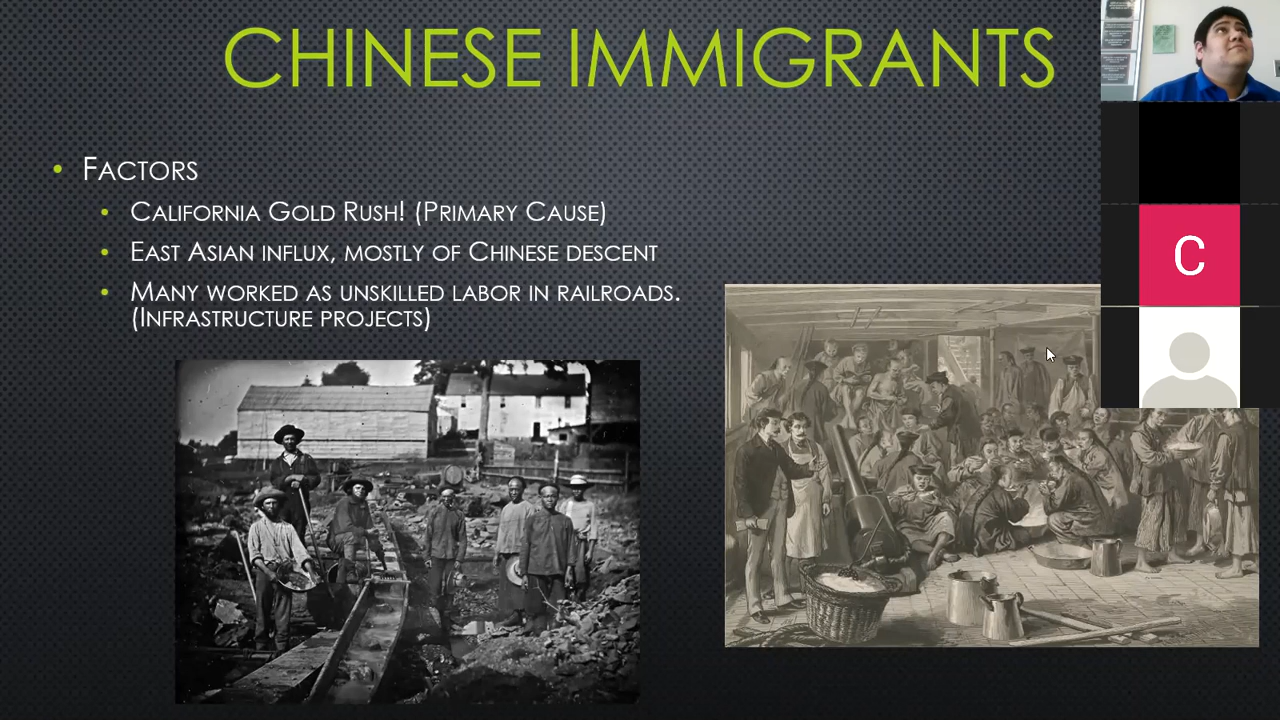 CHINESE IMMIGRANTS
FACTORS
CALIFORNIA GOLD RUSH! (PRIMARY CAUSE)
EAST ASIAN INFLUX, MOSTLY OF CHINESE DESCENT
MANY WORKED AS UNSKILLED LABOR IN RAILROADS.
(INFRASTRUCTURE PROJECTS)
C